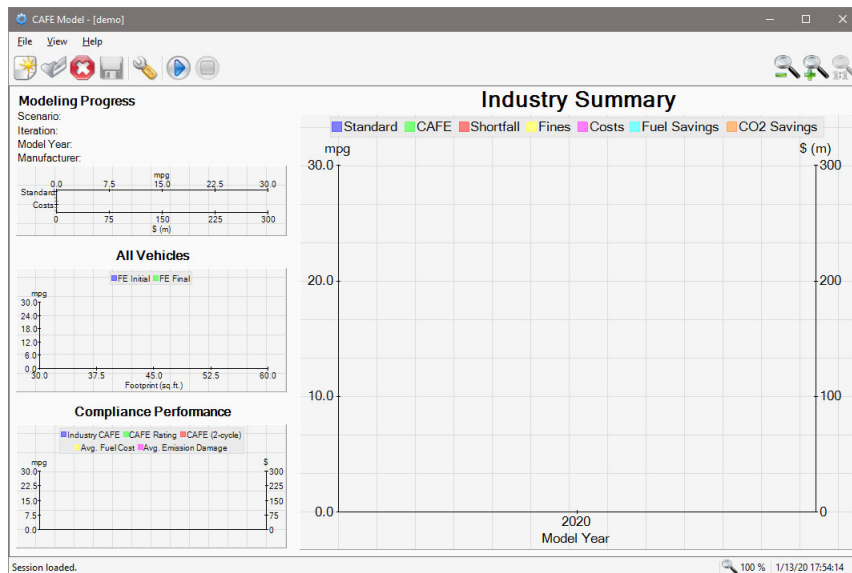 CAFE Model - [demo]
File View Help
Modeling Progress
Scenario:
Iteration:
Model Year:
Manufacturer:
mpg
0.0 7.5 15.0 22.5 30.0
Standard
Costs
0 75 150 225 300
$ (m)
All Vehicles
FE Initial FE Final
mpg
30.0
24.0
18.0
12.0
6.0
0.0
30.0 37.5 45.0 52.5 60.0
Footprint (sq.ft.)
Compliance Performance
Industry CAFE CAFE Rating CAFE (2-cycle)
Avg. Fuel Cost Avg. Emission Damage
mpg $
30.0 300
22.5 225
15.0 150
7.5 75
0.0 0
Industry Summary
Standard CAFE Shortfall Fines Costs Fuel Savings CO2 Savings
mpg $ (m)
30.0 300
20.0 200
10.0 100
0.0 0
2020
Model Year
Session loaded. 100 % 1/13/20 17:54:14